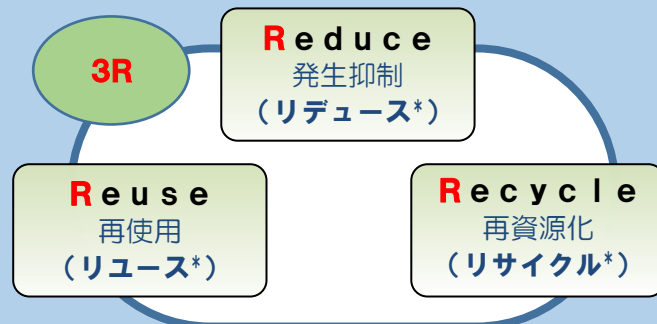 3R
Reduce
発生抑制
(リデュース*)
Reuse
再使用
(リユース*)
Recycle
再資源化
(リサイクル*)